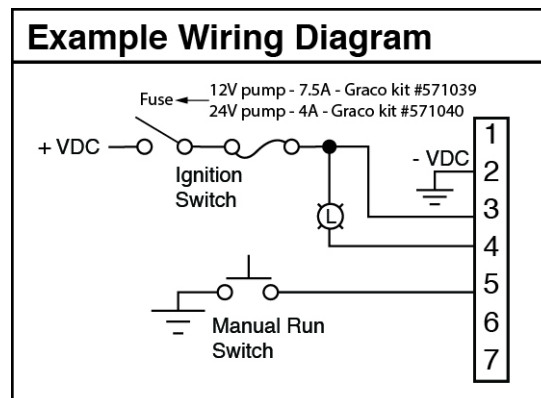 Example Wiring Diagram
12V pump - 7.5A - Graco kit #571039
Fuse
24V pump - 4A - Graco kit #571040
+ VDC
Ignition
Switch
- VDC
L
Manual Run
Switch
1
2
3
4
5
6
7